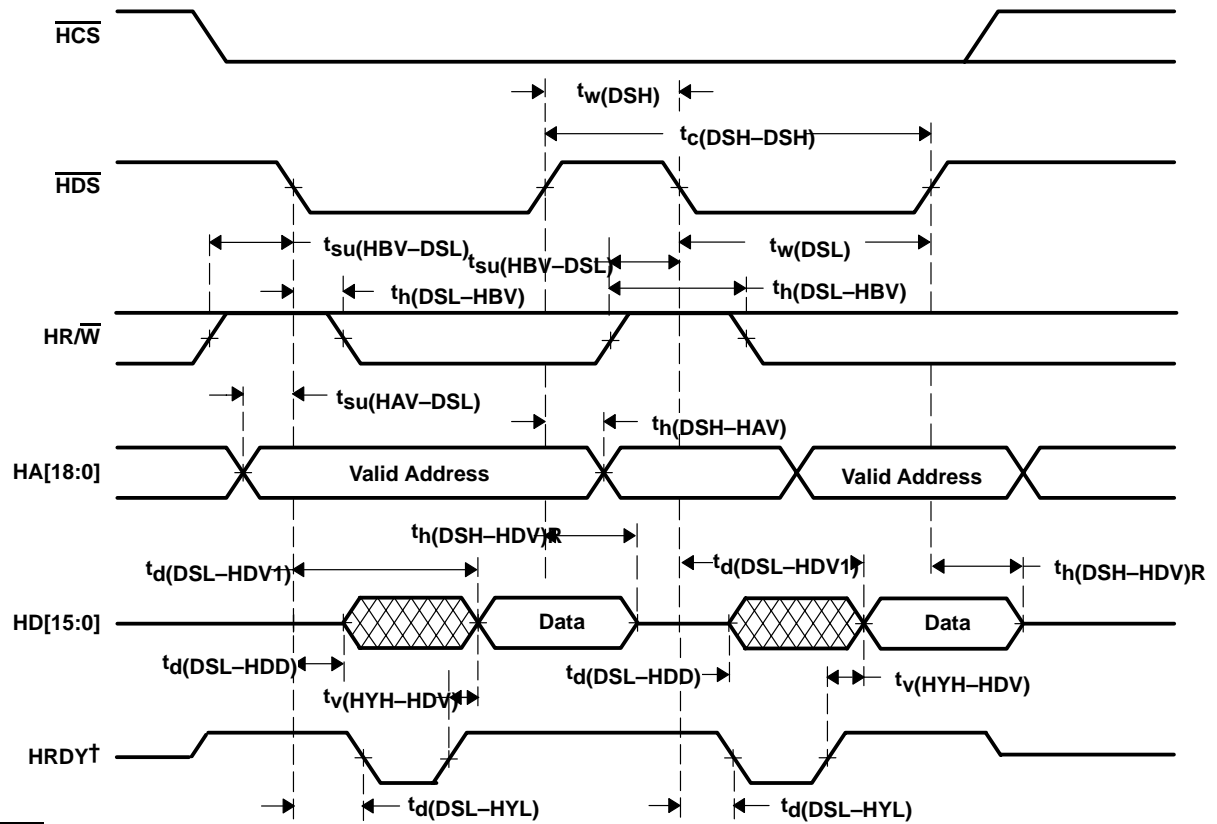 HCS
tw(DSH)
tc(DSH–DSH)
HDS
tsu(HBV–DSL)
tsu(HBV–DSL)
tw(DSL)
th(DSL–HBV)
th(DSL–HBV)
HR/W
tsu(HAV–DSL)
th(DSH–HAV)
HA[18:0]
Valid Address
Valid Address
th(DSH–HDV)R
td(DSL–HDV1)
td(DSL–HDV1)
th(DSH–HDV)R
HD[15:0]
Data
Data
td(DSL–HDD)
td(DSL–HDD)
tv(HYH–HDV)
tv(HYH–HDV)
HRDY†
td(DSL–HYL)
td(DSL–HYL)